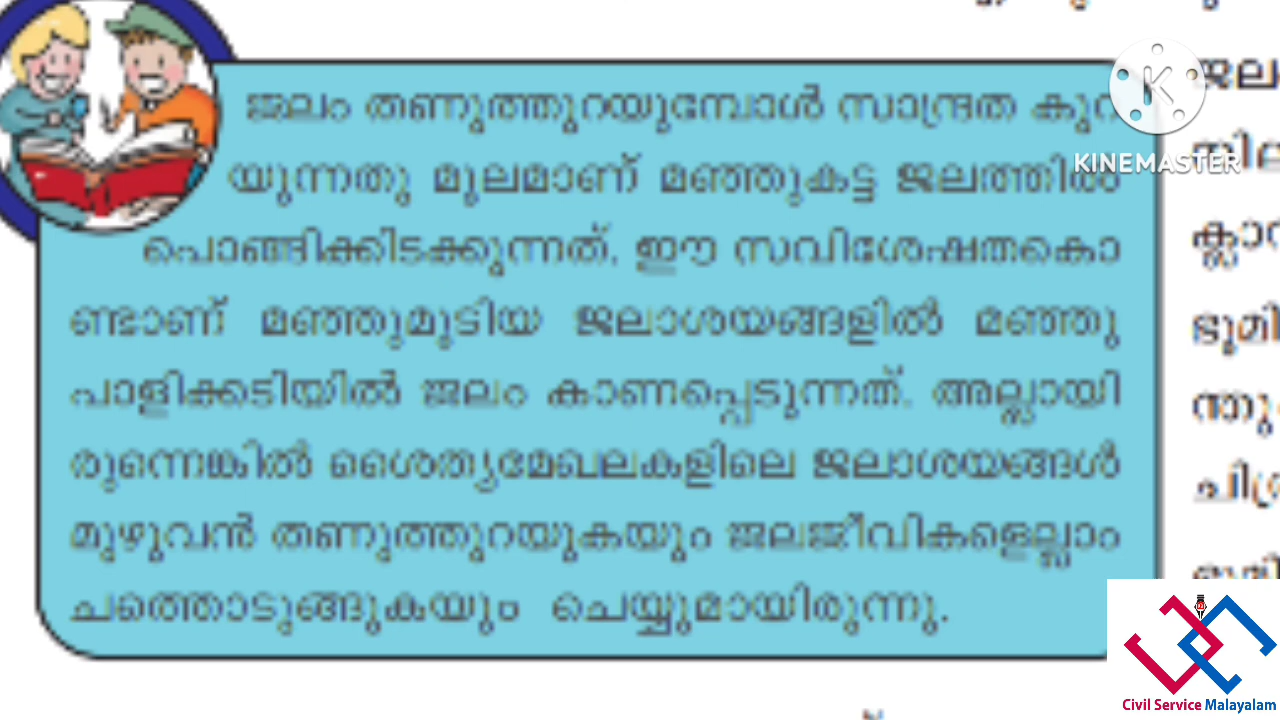 ജലം തണുത്തുറയുമ്പോൾ സാന്ദ്രത കുറ
യുന്നതു മൂലമാണ് മഞ്ഞുകട്ട ജലത്തിൽ
പൊങ്ങിക്കിടക്കുന്നത്. ഈ സവിശേഷതകൊ
ണ്ടാണ് മഞ്ഞുമൂടിയ ജലാശയങ്ങളിൽ മഞ്ഞു
പാളിക്കടിയിൽ ജലം കാണപ്പെടുന്നത്. അല്ലായി
രുന്നെങ്കിൽ ശൈത്യമേഖലകളിലെ ജലാശയങ്ങൾ
മുഴുവൻ തണുത്തുറയുകയും ജലജീവികളെല്ലാം
ചത്തൊടുങ്ങുകയും ചെയ്യുമായിരുന്നു.
KINEMASTER
Civil Service Malayalam